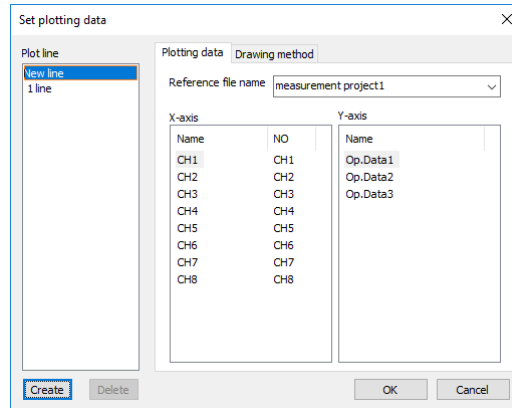 Set plotting data
Plot line
New line
1 line
Plotting data
Drawing method
Reference file name
measurement project1
X-axis
Name NO
CH1 CH1
CH2 CH2
CH3 CH3
CH4 CH4
CH5 CH5
CH6 CH6
CH7 CH7
CH8 CH8
Y-axis
Name
Op.Data1
Op.Data2
Op.Data3
Create
Delete
OK
Cancel